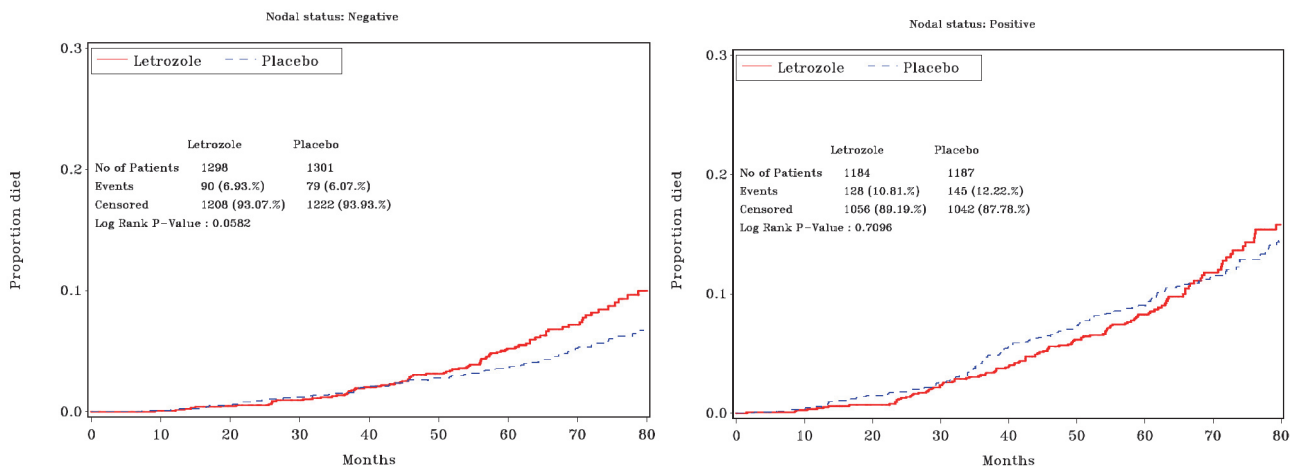 Nodal status: Negative
0.3
Letrozole Placebo
Letrozole Placebo
No of Patients 1298 1301
Events 90 (6.93.%) 79 (6.07.%)
Censored 1208 (93.07.%) 1222 (93.93.%)
Log Rank P-Value : 0.0582
0.2
0.1
0.0
Proportion died
0 10 20 30 40 50 60 70 80
Months
Nodal status: Positive
0.3
Letrozole Placebo
Letrozole Placebo
No of Patients 1184 1187
Events 128 (10.81.%) 145 (12.22.%)
Censored 1056 (89.19.%) 1042 (87.78.%)
Log Rank P-Value : 0.7096
0.2
0.1
0.0
Proportion died
0 10 20 30 40 50 60 70 80
Months